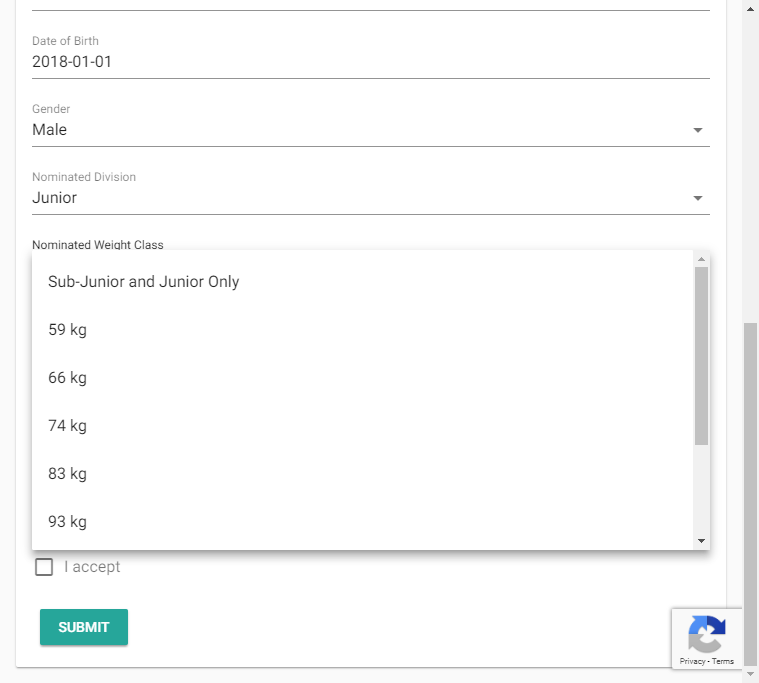 Date of Birth
2018-01-01
Gender
Male
Nominated Division
Junior
Nominated Weight Class
Sub-Junior and Junior Only
59 kg
66 kg
74 kg
83 kg
93 kg
I accept
SUBMIT
Privacy - Terms